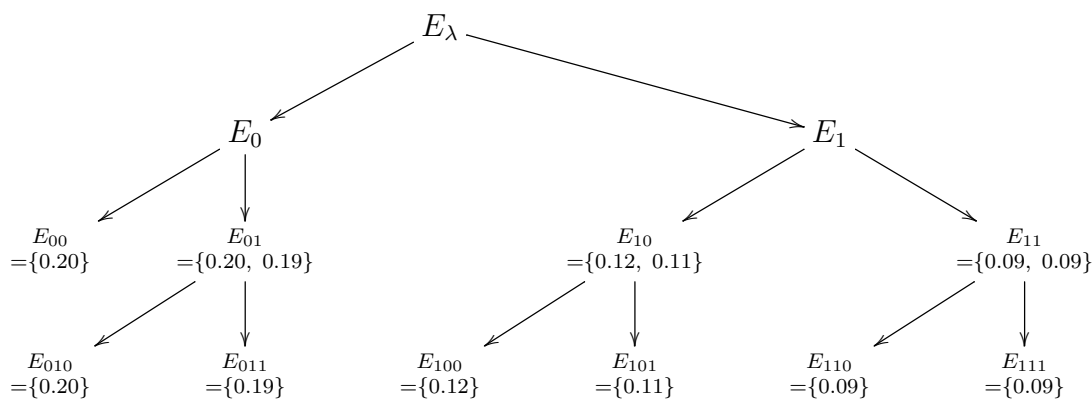 E_λ
E_0 E_1
E_00 E_01 E_10 E_11
={0.20} ={0.20, 0.19} ={0.12, 0.11} ={0.09, 0.09}
E_010 E_011 E_100 E_101 E_110 E_111
={0.20} ={0.19} ={0.12} ={0.11} ={0.09} ={0.09}